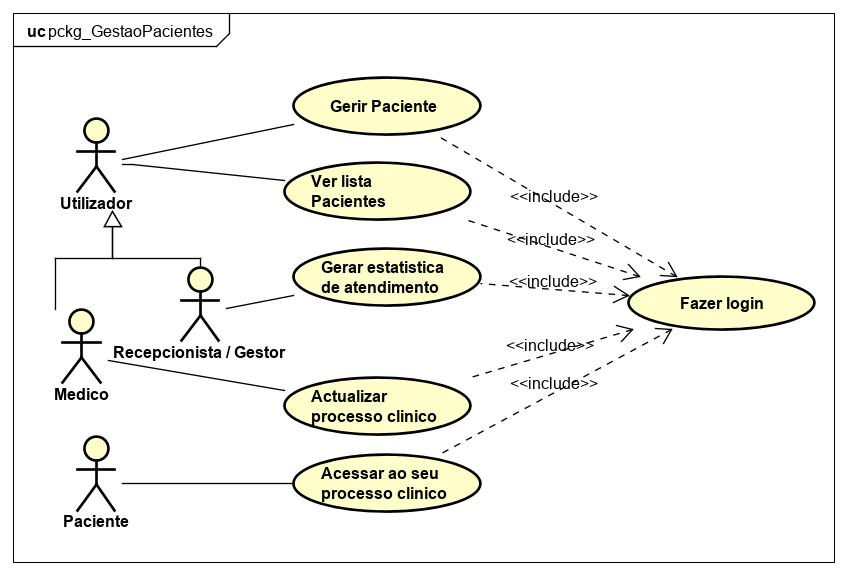 uc pckg_GestaoPacientes
Gerir Paciente
Utilizador
Ver lista
Pacientes
<<include>>
<<include>>
Gerar estatistica
de atendimento
<<include>>
Fazer login
Recepcionista / Gestor
<<include>>
Medico
Actualizar
processo clinico
<<include>>
Acessar ao seu
processo clinico
Paciente